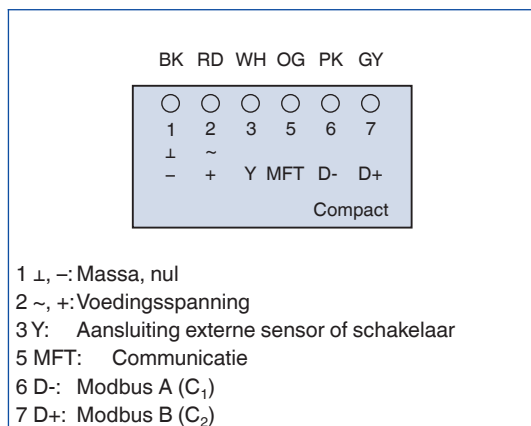 BK RD WH OG PK GY
1 2 3 5 6 7
⊥ ~
– + Y MFT D- D+
Compact
1 ⊥, –: Massa, nul
2 ~, +: Voedingsspanning
3 Y: Aansluiting externe sensor of schakelaar
5 MFT: Communicatie
6 D-: Modbus A (C₁)
7 D+: Modbus B (C₂)